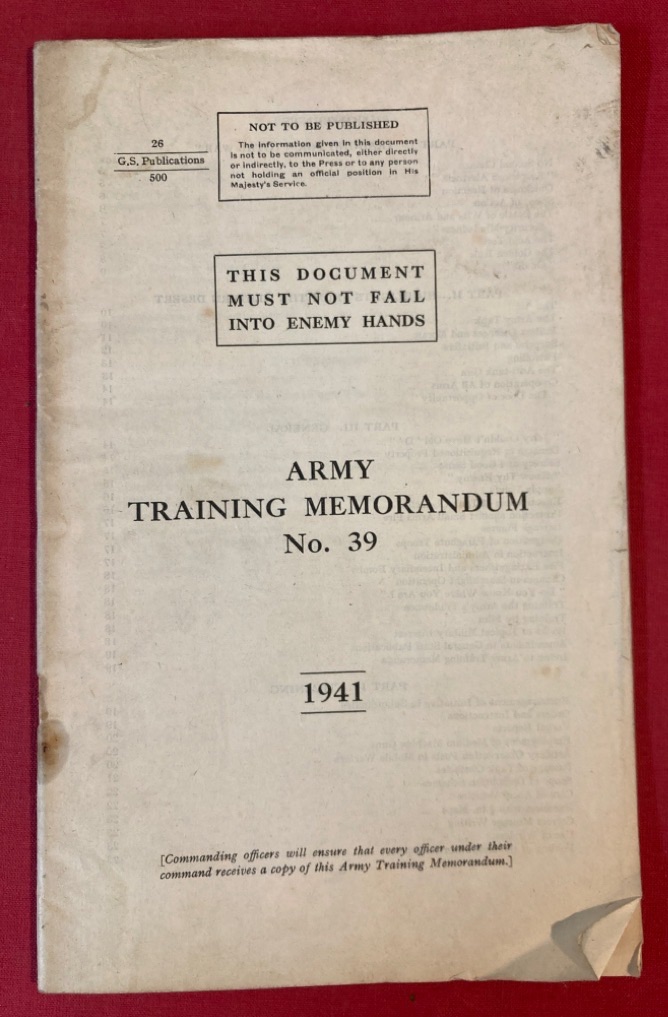 26
G.S. Publications
500
NOT TO BE PUBLISHED
The information given in this document
is not to be communicated, either directly
or indirectly, to the Press or to any person
not holding an official position in His
Majesty's Service.
THIS DOCUMENT
MUST NOT FALL
INTO ENEMY HANDS
ARMY
TRAINING MEMORANDUM
No. 39
1941
[Commanding officers will ensure that every officer under their
command receives a copy of this Army Training Memorandum.]